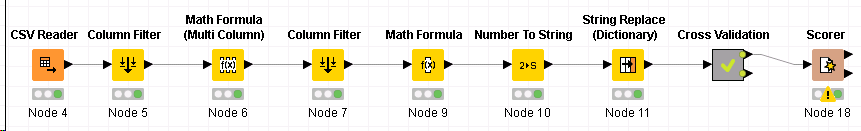 CSV Reader
Column Filter
Math Formula
(Multi Column)
Column Filter
Math Formula
Number To String
String Replace
(Dictionary)
Cross Validation
Scorer
f(x)
f(x)
2▸S
Node 4
Node 5
Node 6
Node 7
Node 9
Node 10
Node 11
Node 18